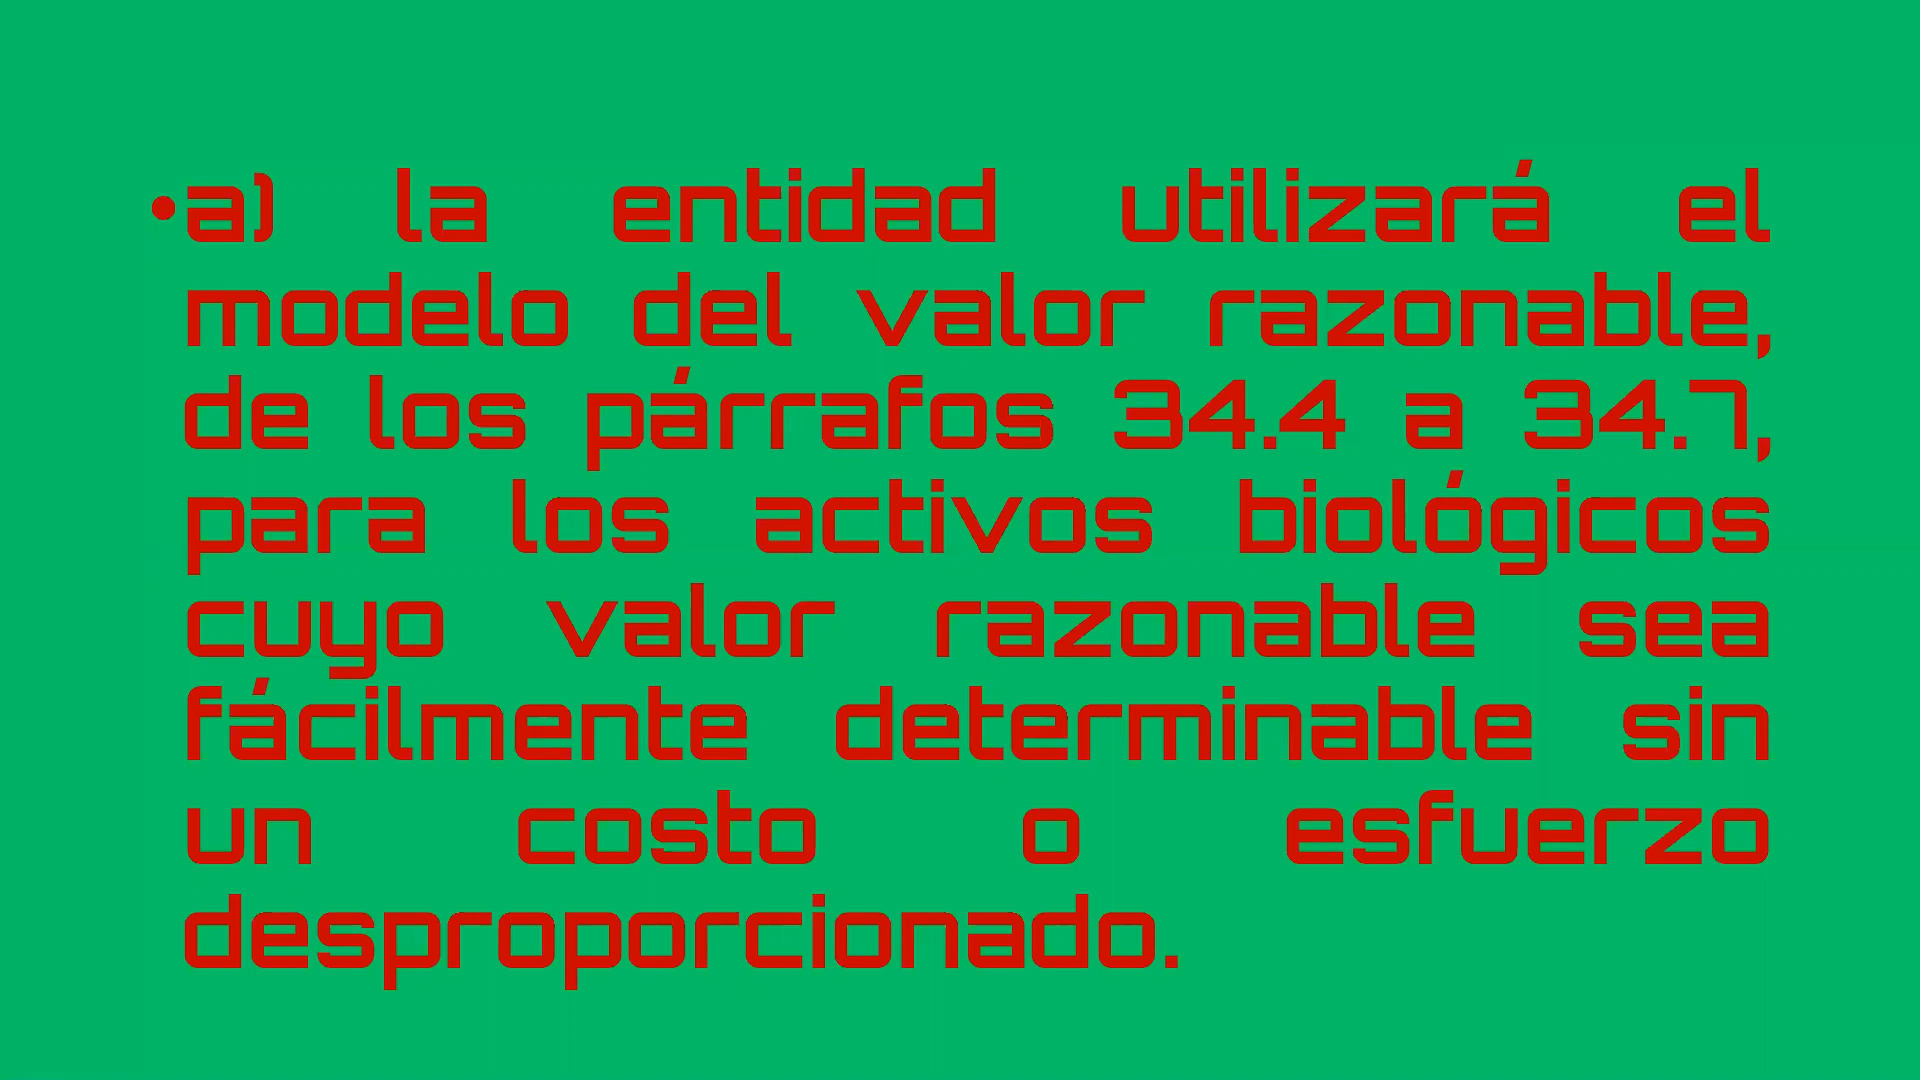 •a) la entidad utilizará el
modelo del valor razonable,
de los párrafos 34.4 a 34.7,
para los activos biológicos
cuyo valor razonable sea
fácilmente determinable sin
un costo o esfuerzo
desproporcionado.